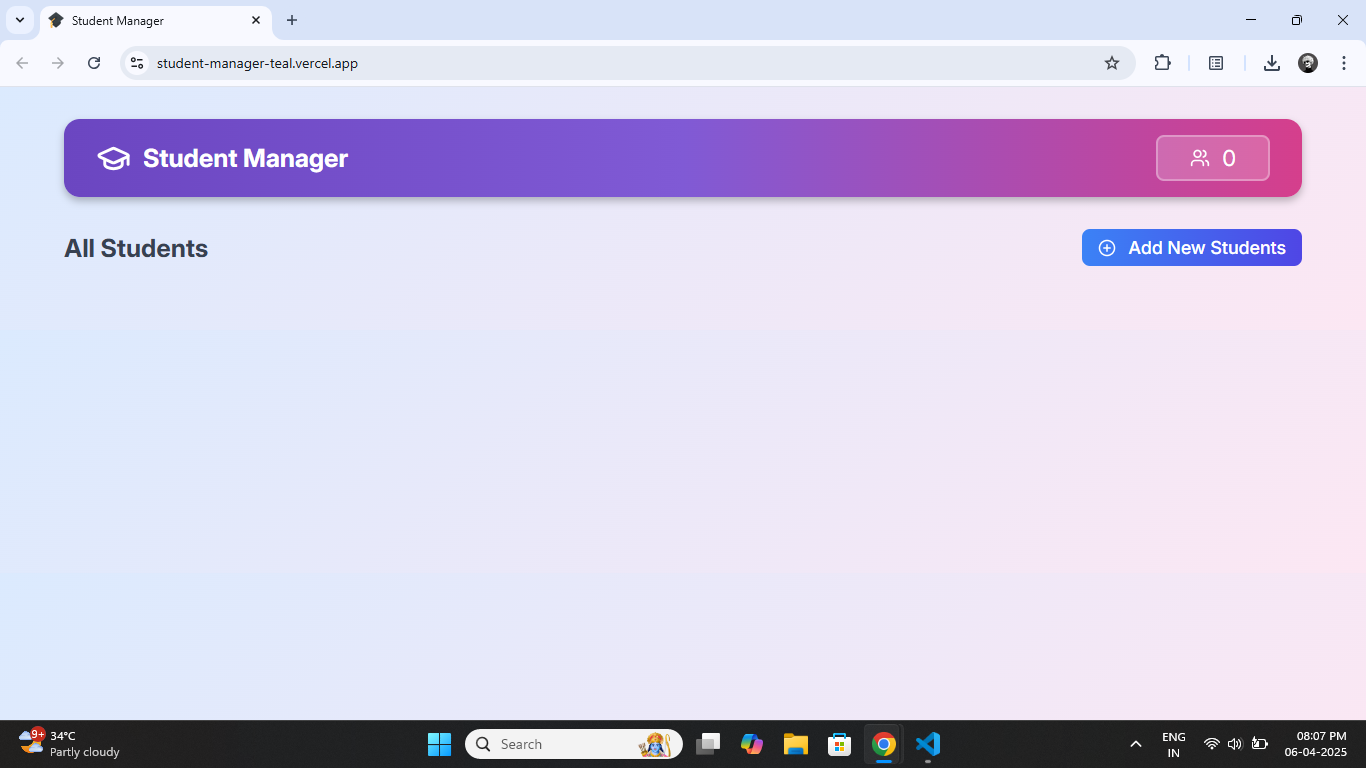 Student Manager
student-manager-teal.vercel.app
Student Manager
0
All Students
Add New Students
9+
34°C
Partly cloudy
Search
ENG
IN
08:07 PM
06-04-2025